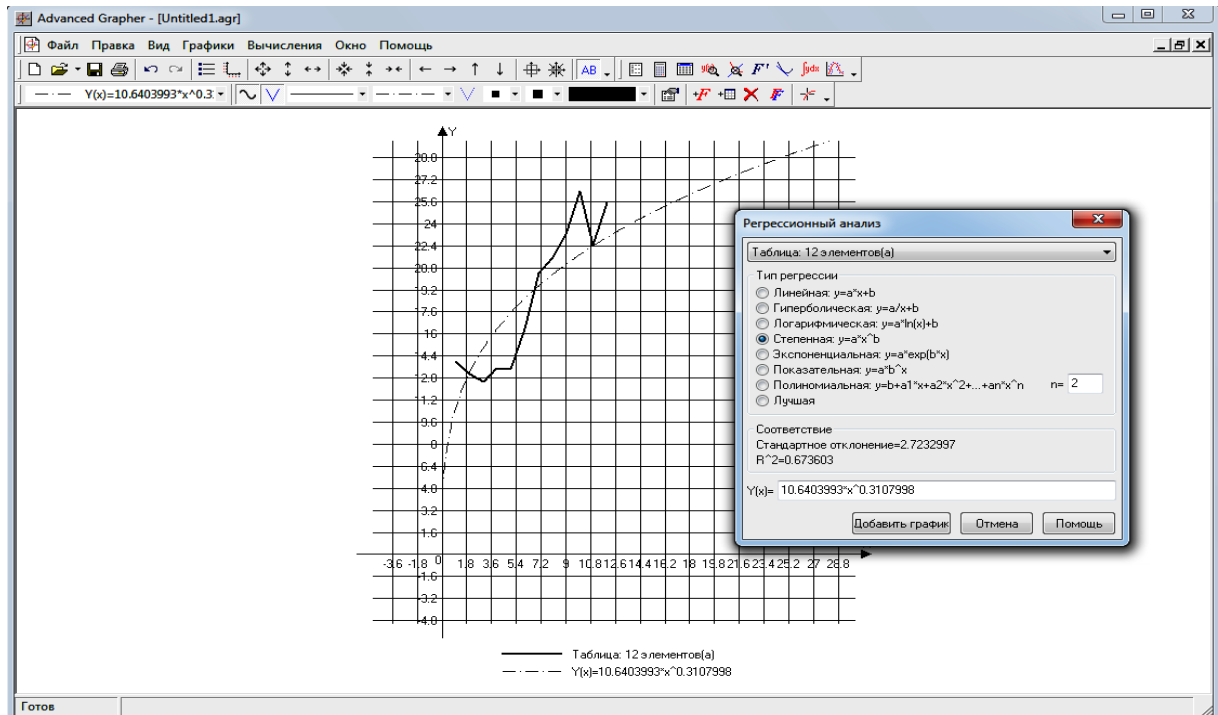 Advanced Grapher - [Untitled1.agr]
Файл Правка Вид Графики Вычисления Окно Помощь
AB F' ∫ydx
Y(x)=10.6403993*x^0.3: +F F
Y
27.2
25.6
24
22.4
20.8
19.2
17.6
16
14.4
12.8
11.2
9.6
8
6.4
4.8
3.2
1.6
-3.6 -1.8 0 1.8 3.6 5.4 7.2 9 10.8 12.6 14.4 16.2 18 19.8 21.6 23.4 25.2 27 28.8
-1.6
-3.2
-4.8
Таблица: 12 элементов(а)
Y(x)=10.6403993*x^0.3107998
Регрессионный анализ
Таблица: 12 элементов(а)
Тип регрессии
Линейная: y=a*x+b
Гиперболическая: y=a/x+b
Логарифмическая: y=a*ln(x)+b
Степенная: y=a*x^b
Экспоненциальная: y=a*exp(b*x)
Показательная: y=a*b^x
Полиномиальная: y=b+a1*x+a2*x^2+...+an*x^n n= 2
Лучшая
Соответствие
Стандартное отклонение=2.7232997
R^2=0.673603
Y(x)= 10.6403993*x^0.3107998
Добавить график Отмена Помощь
Готов